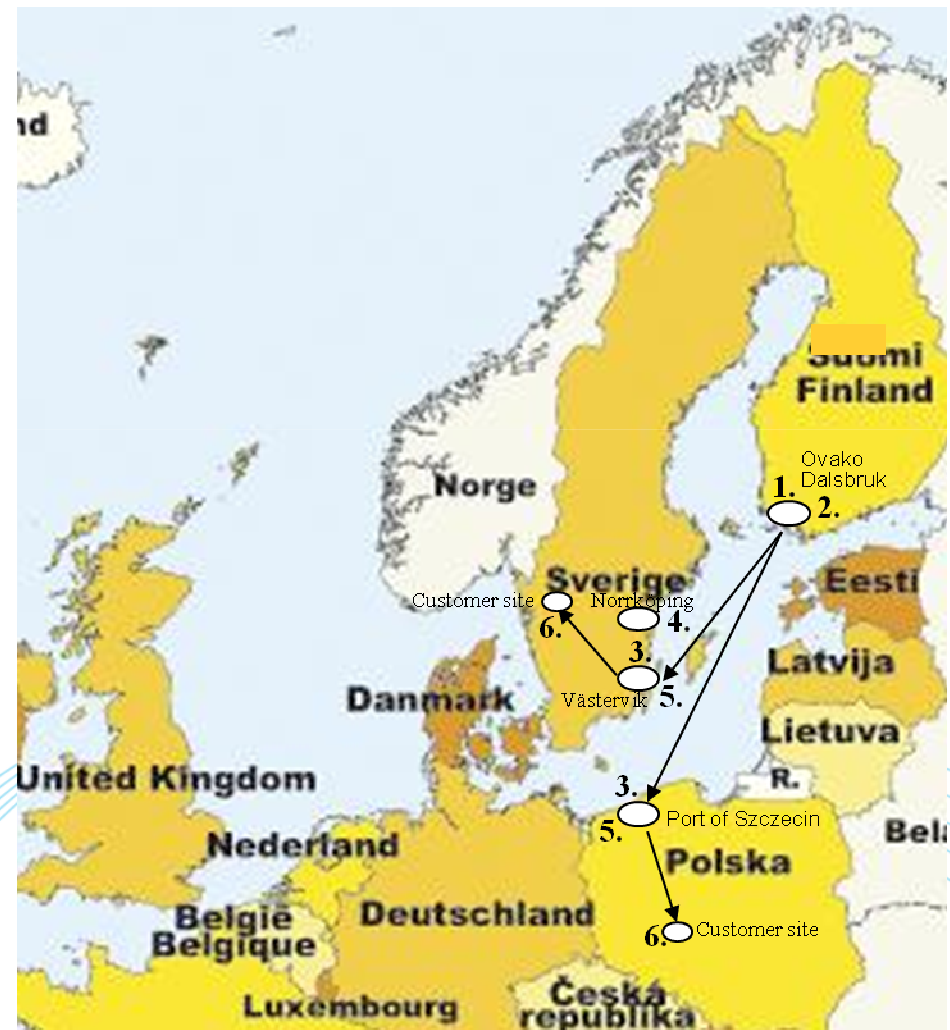 nd
Suomi
Finland
Ovako
Dalsbruk
1.
2.
Norge
Sverige
Eesti
Customer site
Norrköping
6.
4.
3.
Latvija
Danmark
Västervik
5.
Lietuva
United Kingdom
R.
3.
5.
Port of Szczecin
Bela
Nederland
Polska
België
Belgique
Deutschland
6.
Customer site
Luxembourg
Česká
republika